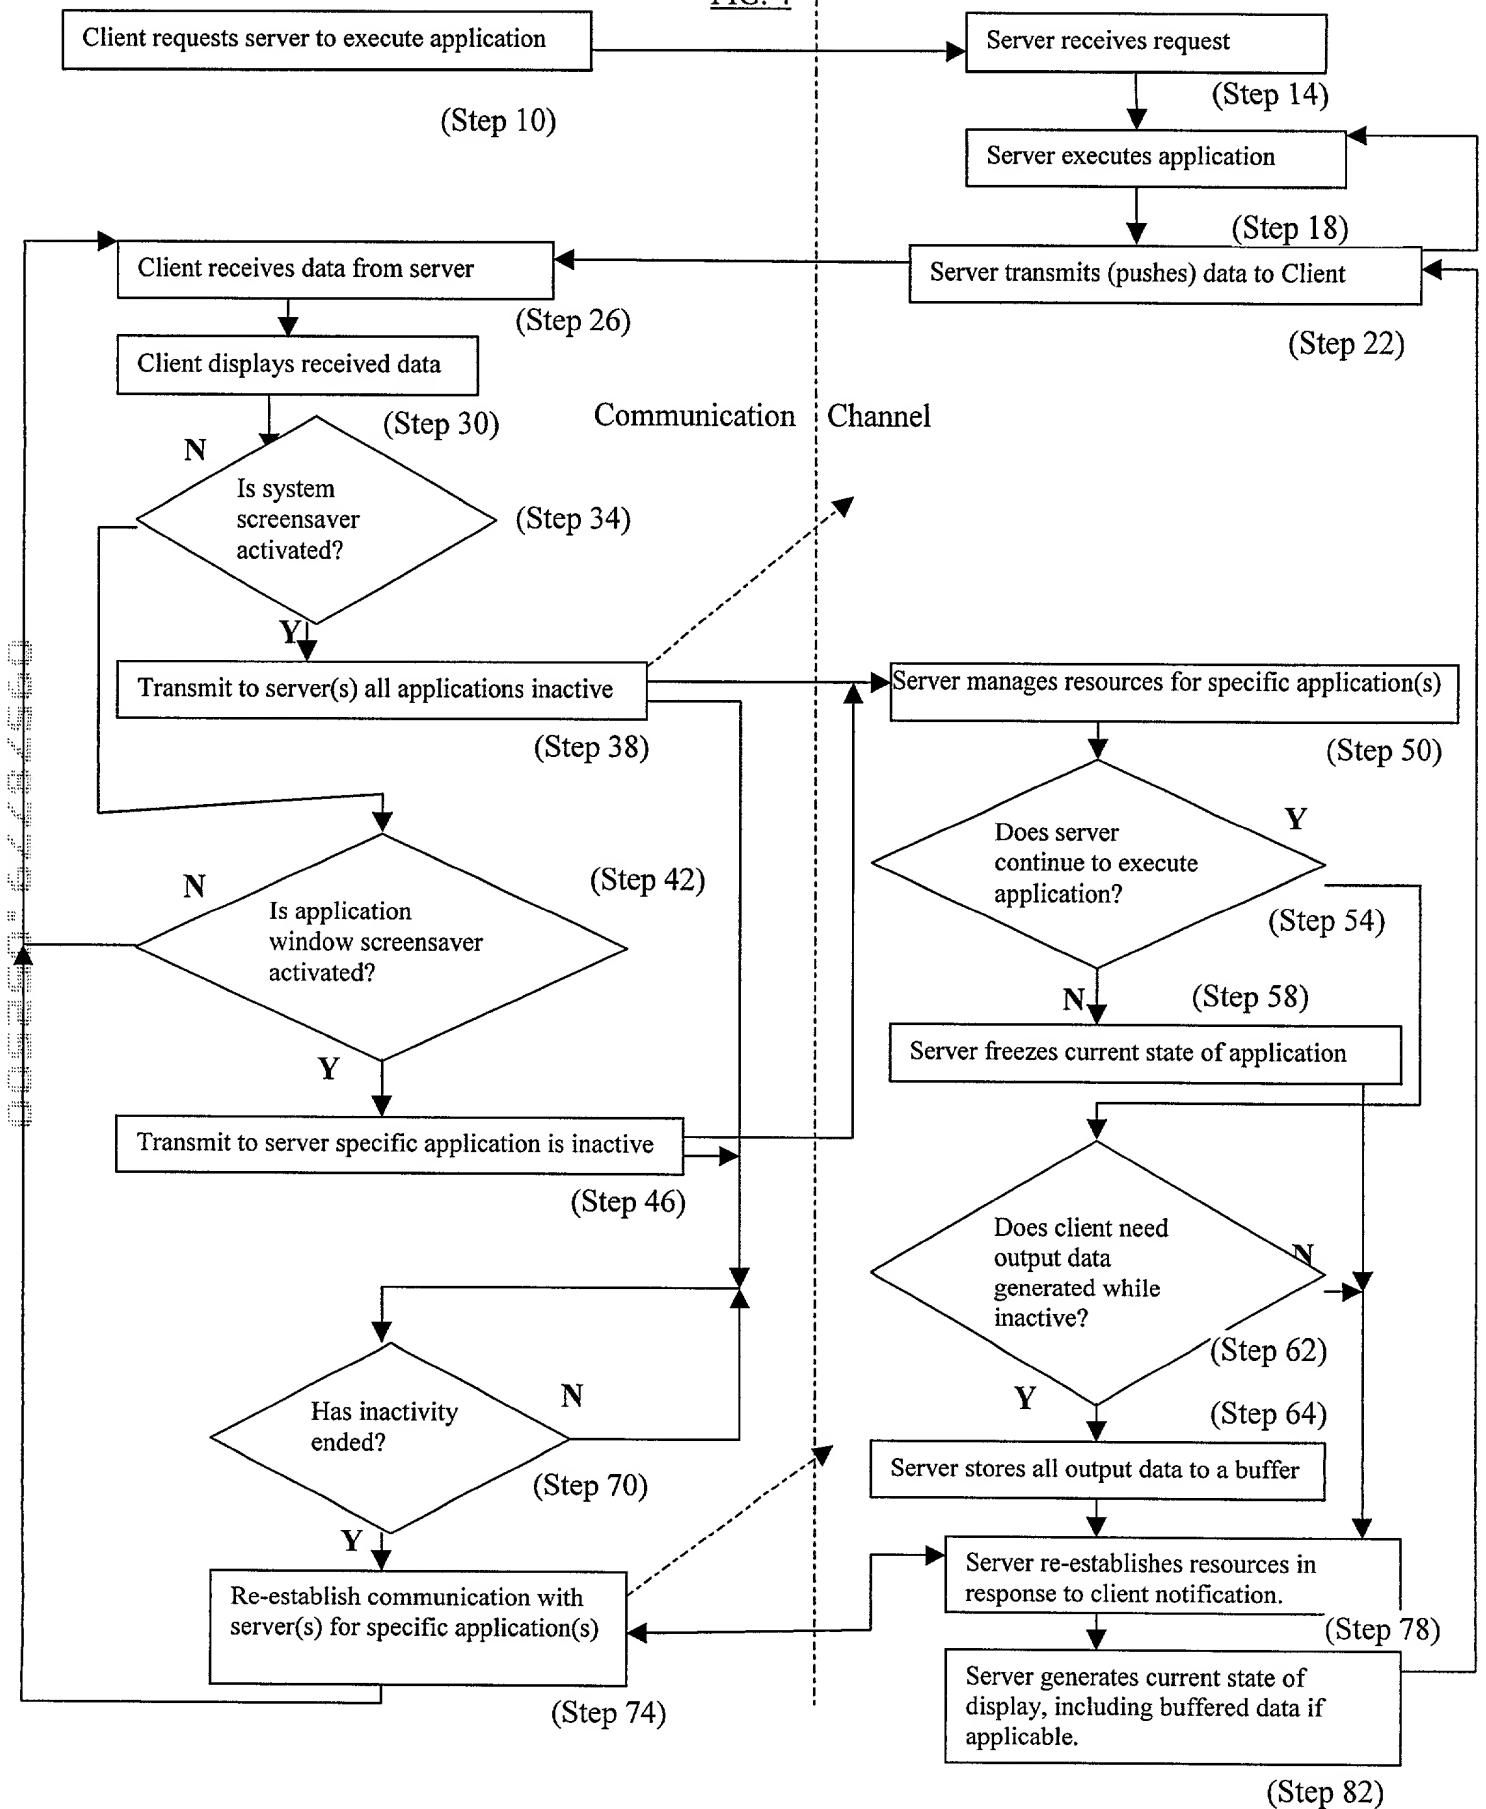 Client requests server to execute application
(Step 10)
Server receives request
(Step 14)
Server executes application
(Step 18)
Client receives data from server
(Step 26)
Server transmits (pushes) data to Client
(Step 22)
Client displays received data
(Step 30)
Communication Channel
N
Is system
screensaver
activated?
(Step 34)
Y
Transmit to server(s) all applications inactive
(Step 38)
Server manages resources for specific application(s)
(Step 50)
Does server
continue to execute
application?
Y
(Step 54)
N
(Step 42)
Is application
window screensaver
activated?
Y
N
(Step 58)
Server freezes current state of application
Transmit to server specific application is inactive
(Step 46)
Does client need
output data
generated while
inactive?
N
(Step 62)
Y
(Step 64)
Has inactivity
ended?
N
(Step 70)
Server stores all output data to a buffer
Y
Re-establish communication with
server(s) for specific application(s)
(Step 74)
Server re-establishes resources in
response to client notification.
(Step 78)
Server generates current state of
display, including buffered data if
applicable.
(Step 82)